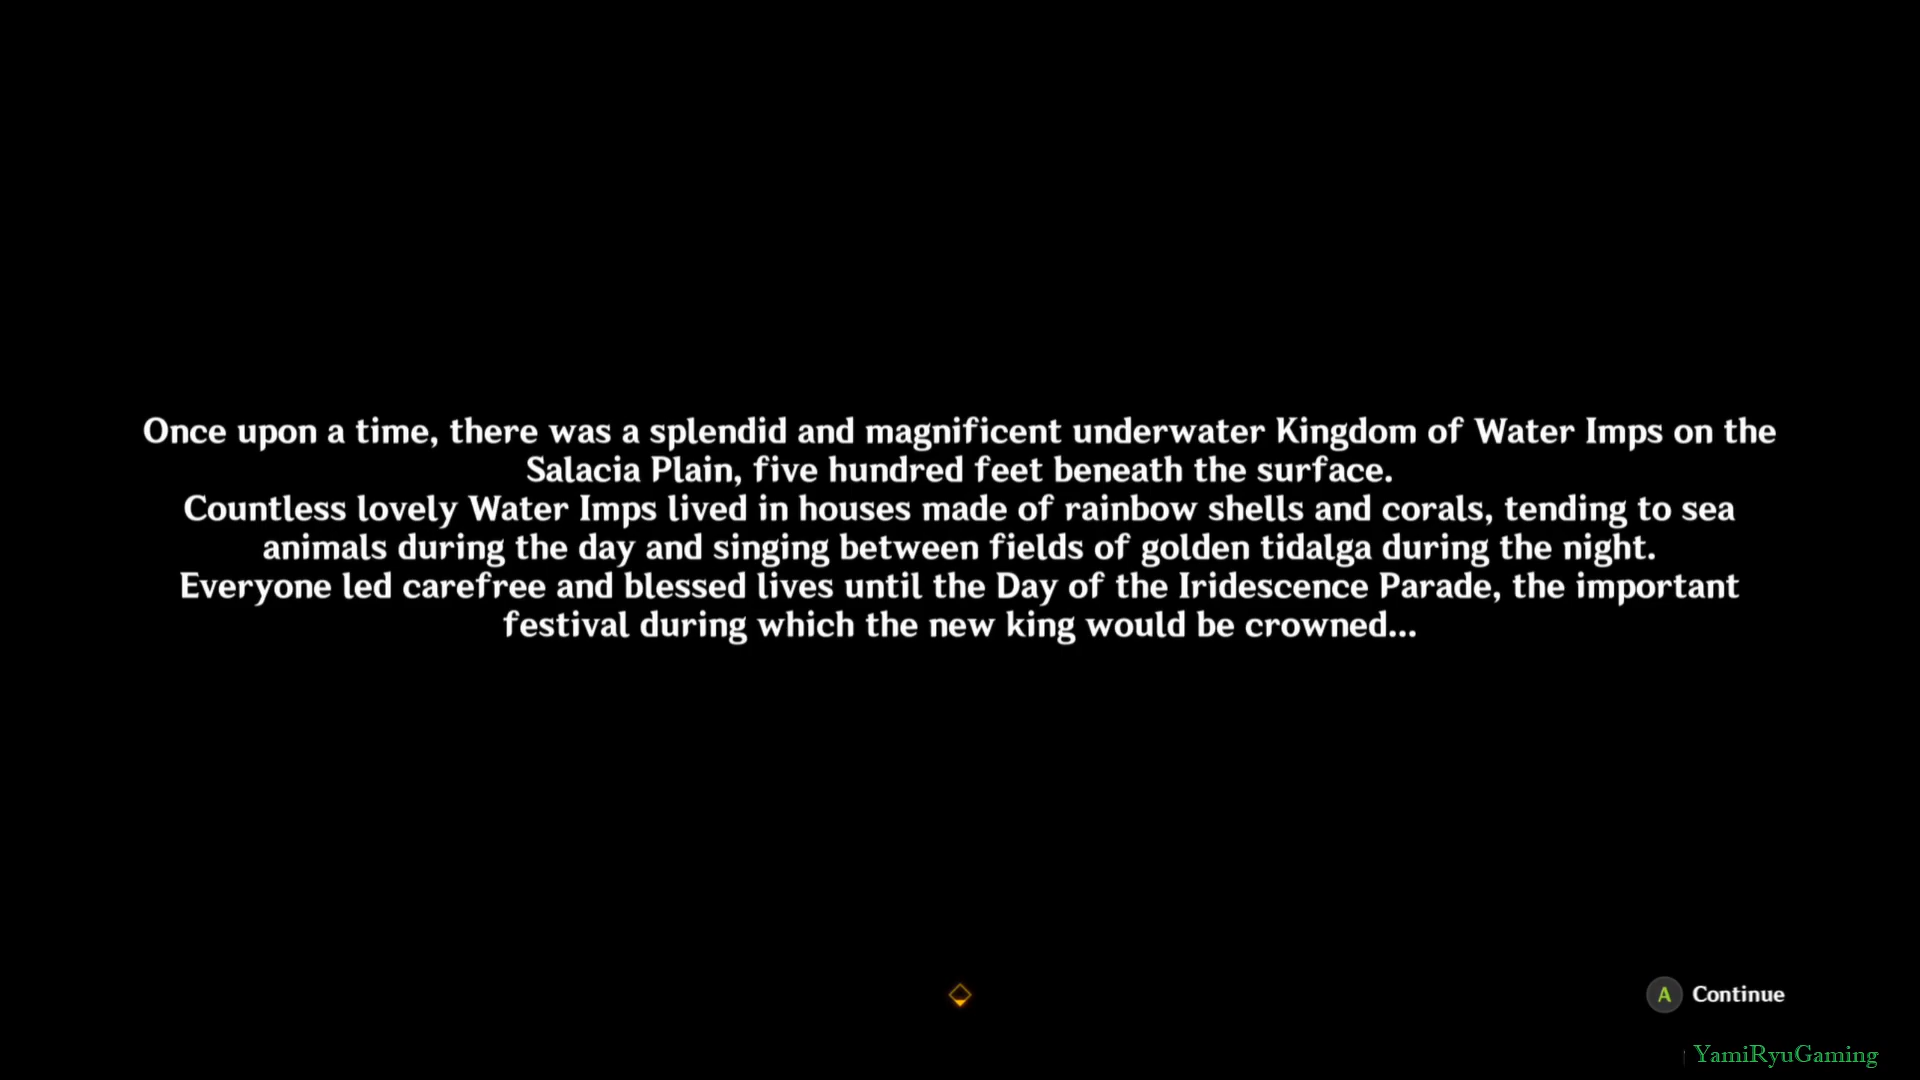 Once upon a time, there was a splendid and magnificent underwater Kingdom of Water Imps on the
Salacia Plain, five hundred feet beneath the surface.
Countless lovely Water Imps lived in houses made of rainbow shells and corals, tending to sea
animals during the day and singing between fields of golden tidalga during the night.
Everyone led carefree and blessed lives until the Day of the Iridescence Parade, the important
festival during which the new king would be crowned...
A Continue
YamiRyuGaming